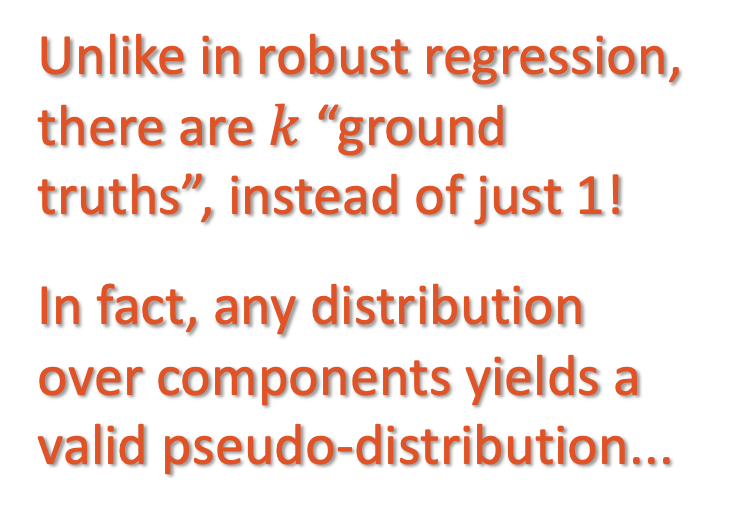 Unlike in robust regression,
there are k “ground
truths”, instead of just 1!
In fact, any distribution
over components yields a
valid pseudo-distribution...